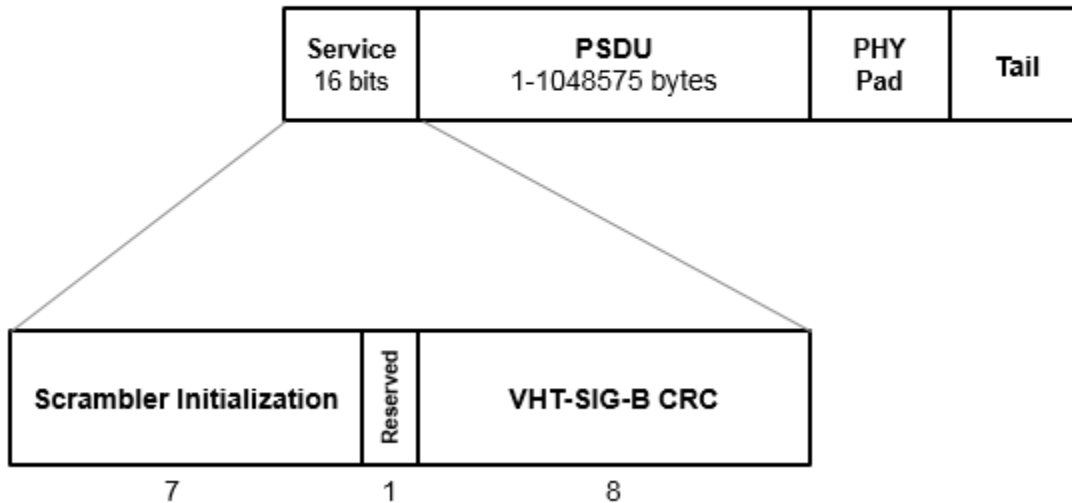 Service
16 bits
PSDU
1-1048575 bytes
PHY
Pad
Tail
Scrambler Initialization
Reserved
VHT-SIG-B CRC
7
1
8